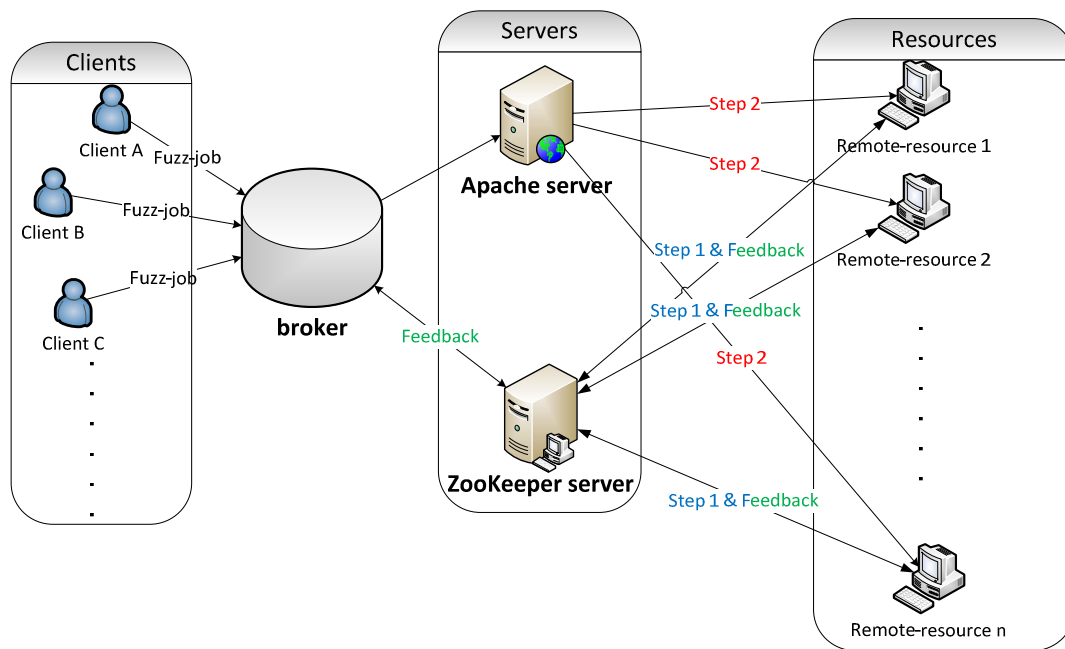 Clients
Client A
Fuzz-job
Client B
Fuzz-job
Client C
Fuzz-job
broker
Feedback
Servers
Apache server
ZooKeeper server
Step 2
Step 2
Step 1 & Feedback
Step 1 & Feedback
Step 2
Step 1 & Feedback
Resources
Remote-resource 1
Remote-resource 2
Remote-resource n